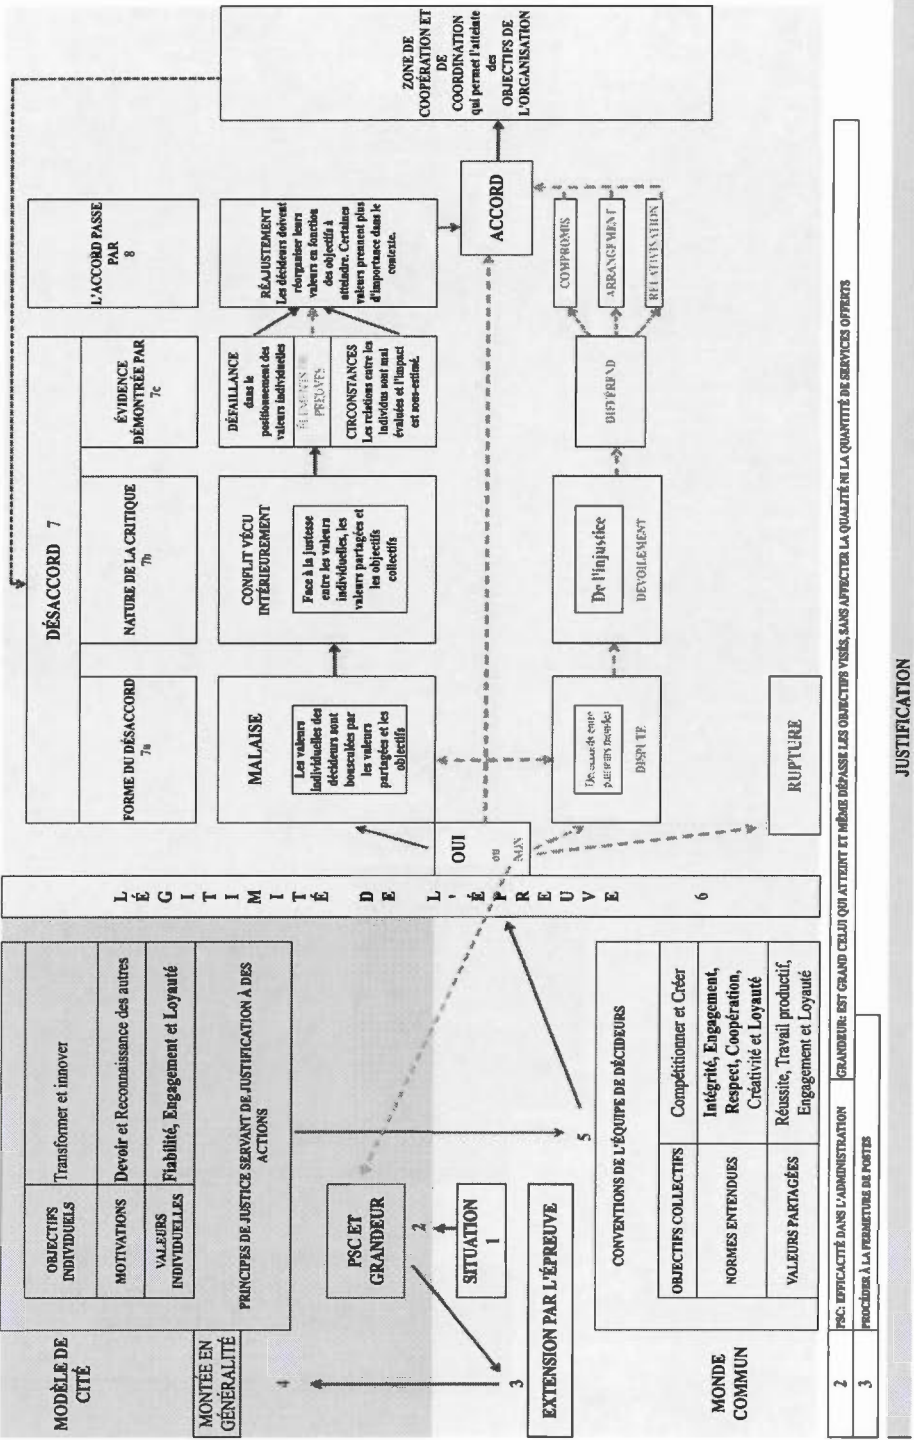 MODÈLE DE
CITÉ
OBJECTIFS
INDIVIDUELS
Transformer et innover
MOTIVATIONS
Devoir et Reconnaissance des autres
VALEURS
INDIVIDUELLES
Fiabilité, Engagement et Loyauté
PRINCIPES DE JUSTICE SERVANT DE JUSTIFICATION À DES
ACTIONS
MONTÉE EN
GÉNÉRALITÉ
4
PSC ET
GRANDEUR
2
SITUATION
1
3
EXTENSION PAR L'ÉPREUVE
5
MONDE
COMMUN
CONVENTIONS DE L'ÉQUIPE DE DÉCIDEURS
OBJECTIFS COLLECTIFS
Compétitionner et Créer
NORMES ENTENDUES
Intégrité, Engagement,
Respect, Coopération,
Créativité et Loyauté
VALEURS PARTAGÉES
Réussite, Travail productif,
Engagement et Loyauté
LÉGITIMITÉ DE L'ÉPREUVE 6
OUI
ou
NON
DÉSACCORD 7
FORME DU DÉSACCORD
7a
NATURE DE LA CRITIQUE
7b
ÉVIDENCE
DÉMONTRÉE PAR
7c
L'ACCORD PASSE
PAR
8
MALAISE
Les valeurs
individuelles des
décideurs sont
bousculées par
les valeurs
partagées et les
objectifs
CONFLIT VÉCU
INTÉRIEUREMENT
Face à la justesse
entre les valeurs
individuelles, les
valeurs partagées et
les objectifs
collectifs
DÉFAILLANCE
dans le
positionnement des
valeurs individuelles
PREUVES
CIRCONSTANCES
Les relations entre les
individus sont mal
évaluées et l'impact
est sous-estimé.
RÉAJUSTEMENT
Les décideurs doivent
réorganiser leurs
valeurs en fonction
des objectifs à
atteindre. Certaines
valeurs prennent plus
d'importance dans le
contexte.
ACCORD
ZONE DE
COOPÉRATION ET
DE
COORDINATION
qui permet l'atteinte
des
OBJECTIFS DE
L'ORGANISATION
DISPUTE
De l'injustice
DÉVOILEMENT
DIFFÉREND
COMPROMIS
ARRANGEMENT
RELATIVISATION
RUPTURE
2
PSC: EFFICACITÉ DANS L'ADMINISTRATION
GRANDEUR: EST GRAND CELUI QUI ATTEINT ET MÊME DÉPASSE LES OBJECTIFS VISÉS, SANS AFFECTER LA QUALITÉ NI LA QUANTITÉ DE SERVICES OFFERTS
3
PROCÉDER À LA FERMETURE DE POSTES
JUSTIFICATION